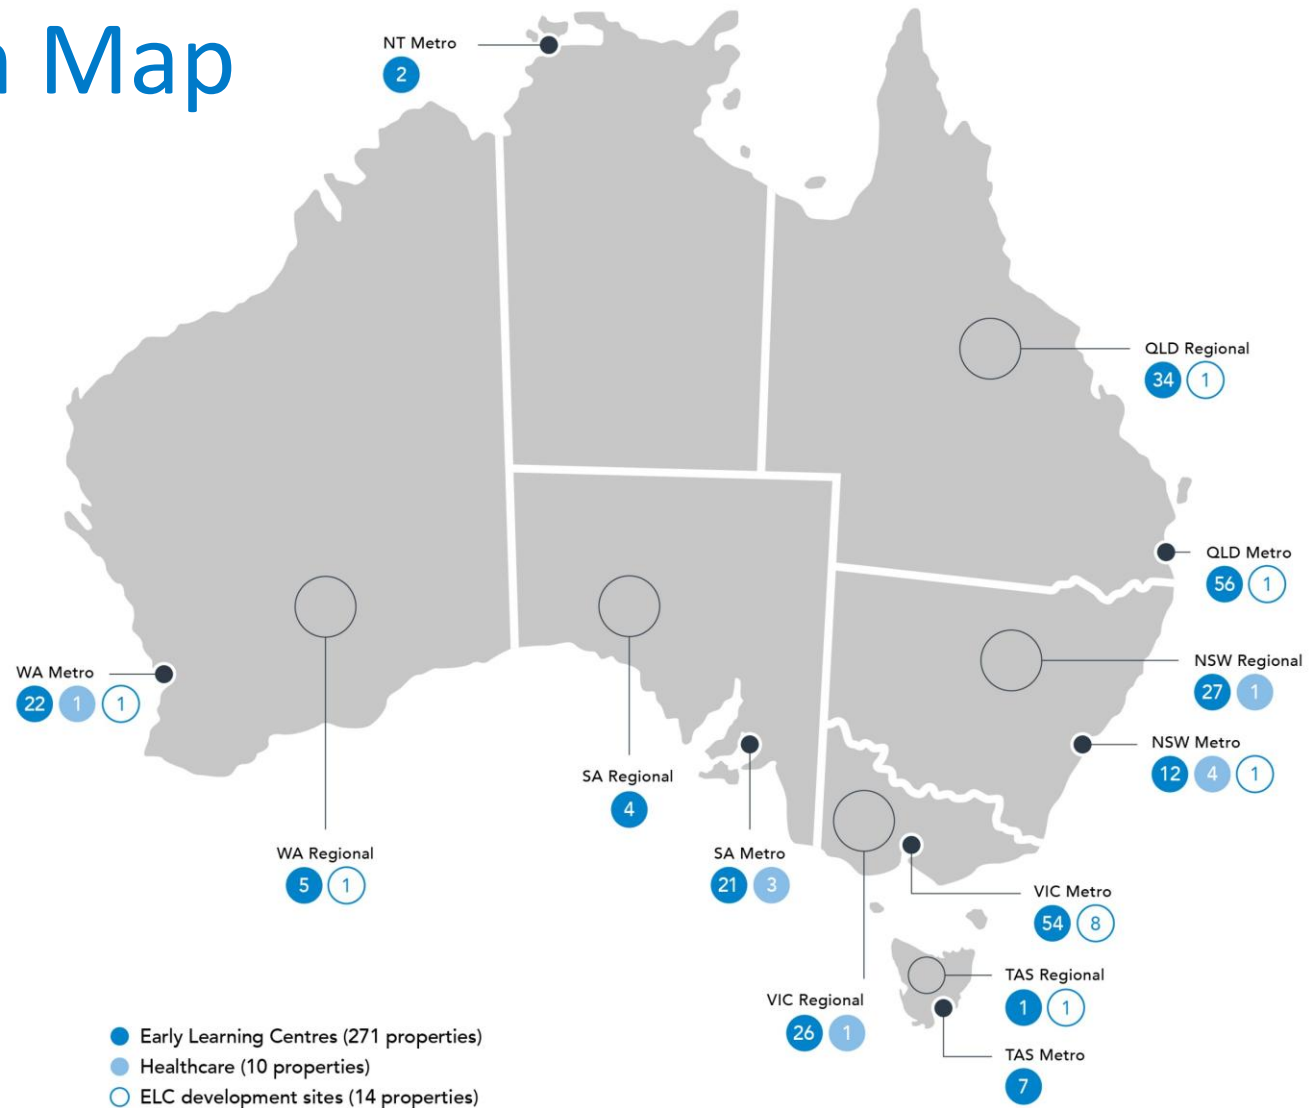 n Map
NT Metro
2
QLD Regional
34 1
QLD Metro
56 1
NSW Regional
27 1
NSW Metro
12 4 1
WA Metro
22 1 1
WA Regional
5 1
SA Regional
4
SA Metro
21 3
VIC Metro
54 8
VIC Regional
26 1
TAS Regional
1 1
TAS Metro
7
Early Learning Centres (271 properties)
Healthcare (10 properties)
ELC development sites (14 properties)